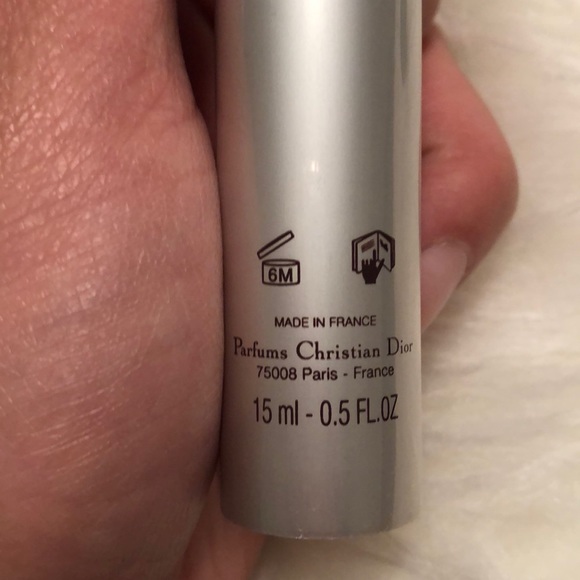 6M
MADE IN FRANCE
Parfums Christian Dior
75008 Paris - France
15 ml - 0.5 FL.OZ